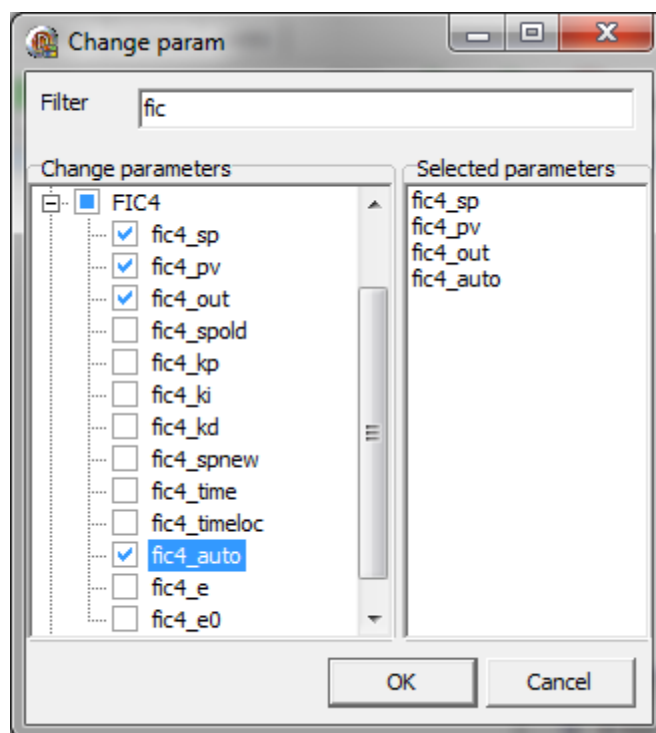 Change param
Filter
fic
Change parameters
FIC4
fic4_sp
fic4_pv
fic4_out
fic4_spold
fic4_kp
fic4_ki
fic4_kd
fic4_spnew
fic4_time
fic4_timeloc
fic4_auto
fic4_e
fic4_e0
Selected parameters
fic4_sp
fic4_pv
fic4_out
fic4_auto
OK
Cancel